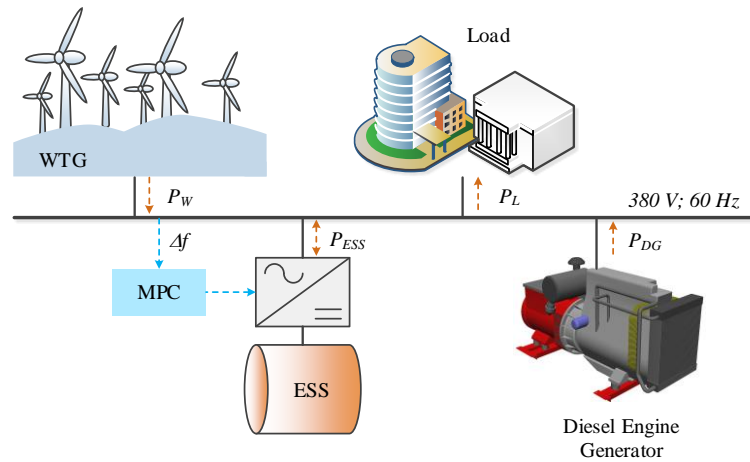 Load
WTG
P_W
P_L
380 V; 60 Hz
Δf
P_ESS
P_DG
MPC
ESS
Diesel Engine
Generator